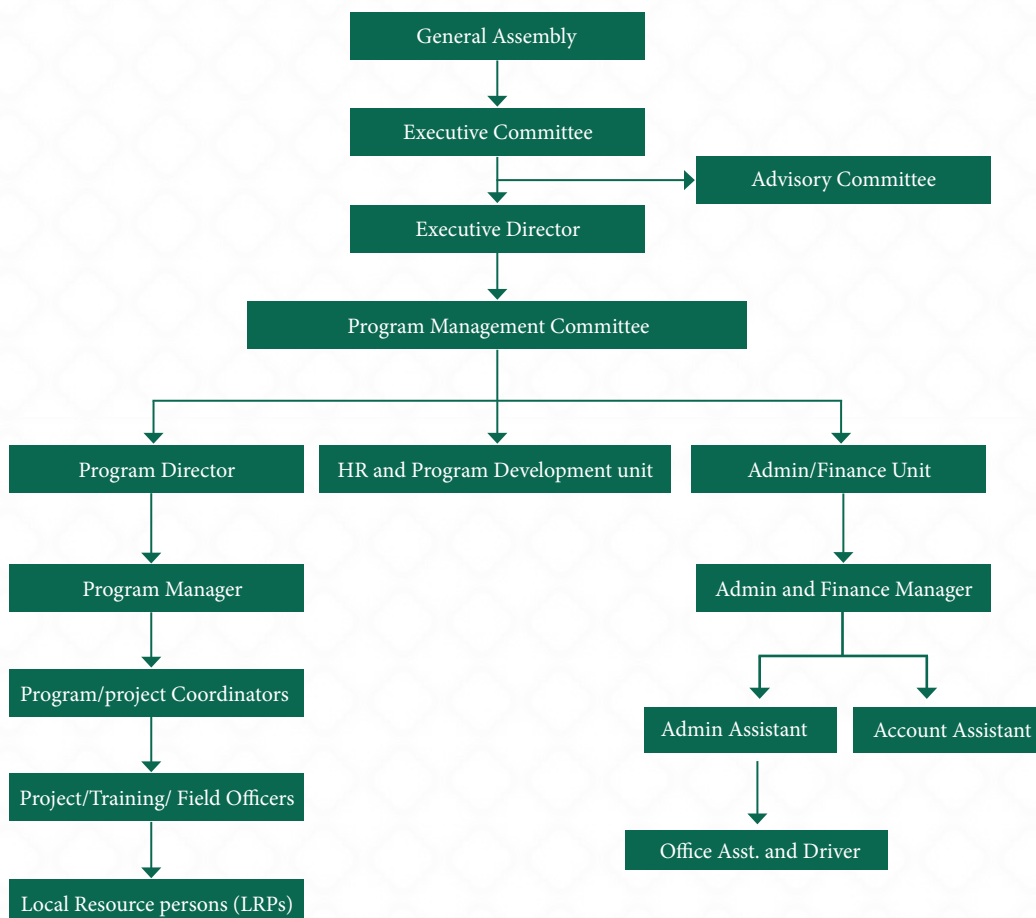 General Assembly
Executive Committee
Advisory Committee
Executive Director
Program Management Committee
Program Director
HR and Program Development unit
Admin/Finance Unit
Program Manager
Admin and Finance Manager
Program/project Coordinators
Admin Assistant
Account Assistant
Project/Training/ Field Officers
Office Asst. and Driver
Local Resource persons (LRPs)